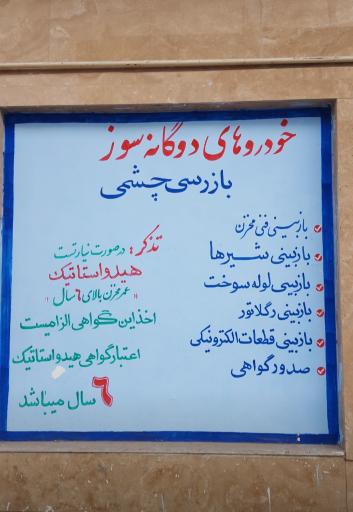 خودروهای دوگانه سوز
بازرسی چشمی
بازبینی فنی مخزن
بازبینی شیرها
بازبینی لوله سوخت
بازبینی رگلاتور
بازبینی قطعات الکترونیکی
صدور گواهی
تذکر: درصورت نیاز تست
هیدواستاتیک
"عمر مخزن بالای ۶ سال"
اخذ این گواهی الزامیست
اعتبار گواهی هیدواستاتیک
۶ سال میباشد